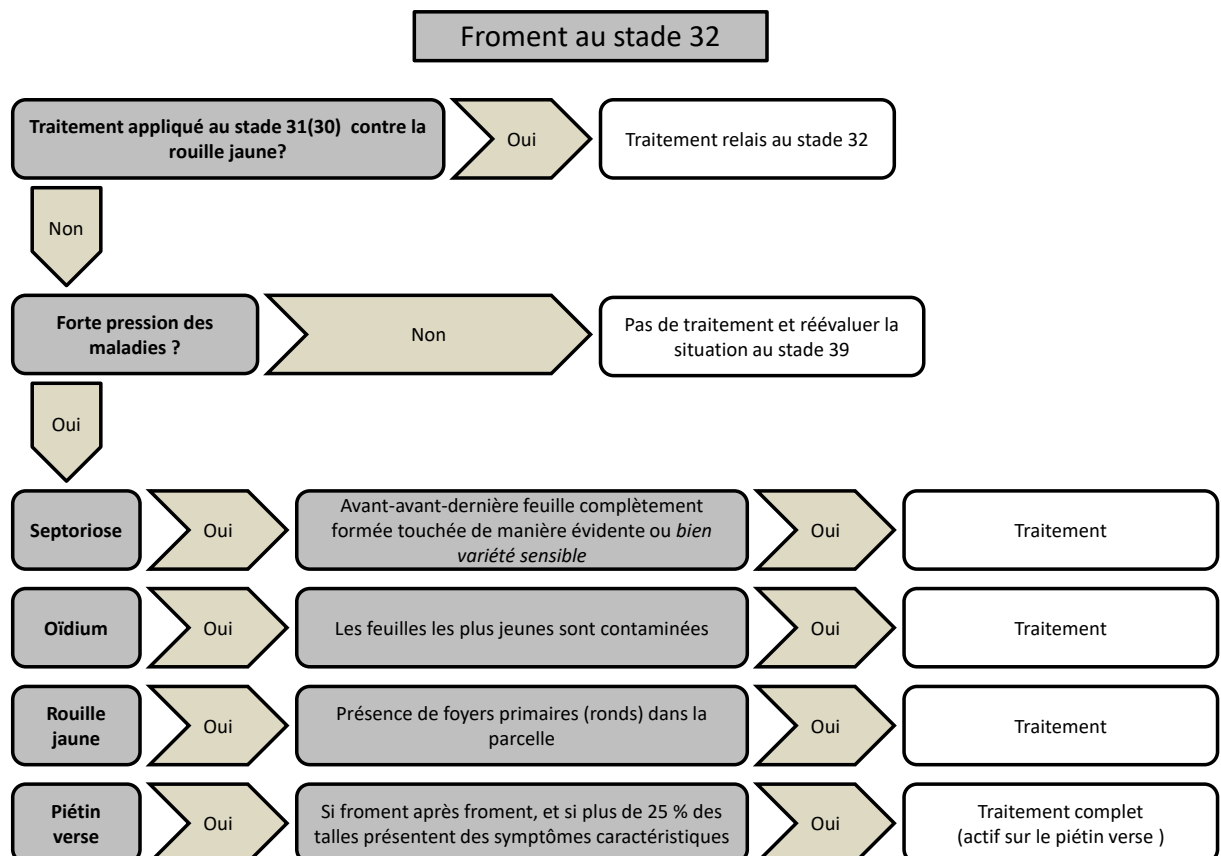 Froment au stade 32
Traitement appliqué au stade 31(30) contre la
rouille jaune?
Oui
Traitement relais au stade 32
Non
Forte pression des
maladies ?
Non
Pas de traitement et réévaluer la
situation au stade 39
Oui
Septoriose
Oui
Avant-avant-dernière feuille complètement
formée touchée de manière évidente ou bien
variété sensible
Oui
Traitement
Oïdium
Oui
Les feuilles les plus jeunes sont contaminées
Oui
Traitement
Rouille
jaune
Oui
Présence de foyers primaires (ronds) dans la
parcelle
Oui
Traitement
Piétin
verse
Oui
Si froment après froment, et si plus de 25 % des
talles présentent des symptômes caractéristiques
Oui
Traitement complet
(actif sur le piétin verse )